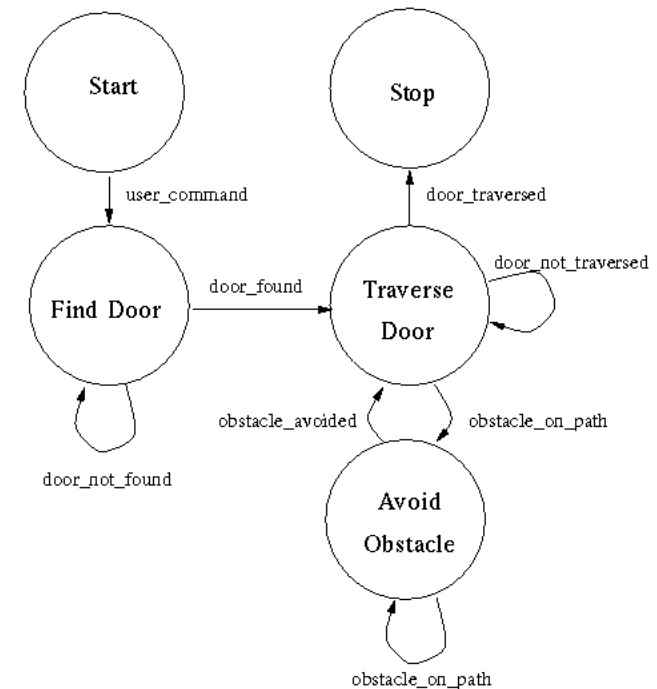 Start
Stop
user_command
door_traversed
door_not_traversed
door_found
Traverse
Door
Find Door
obstacle_avoided
obstacle_on_path
door_not_found
Avoid
Obstacle
obstacle_on_path